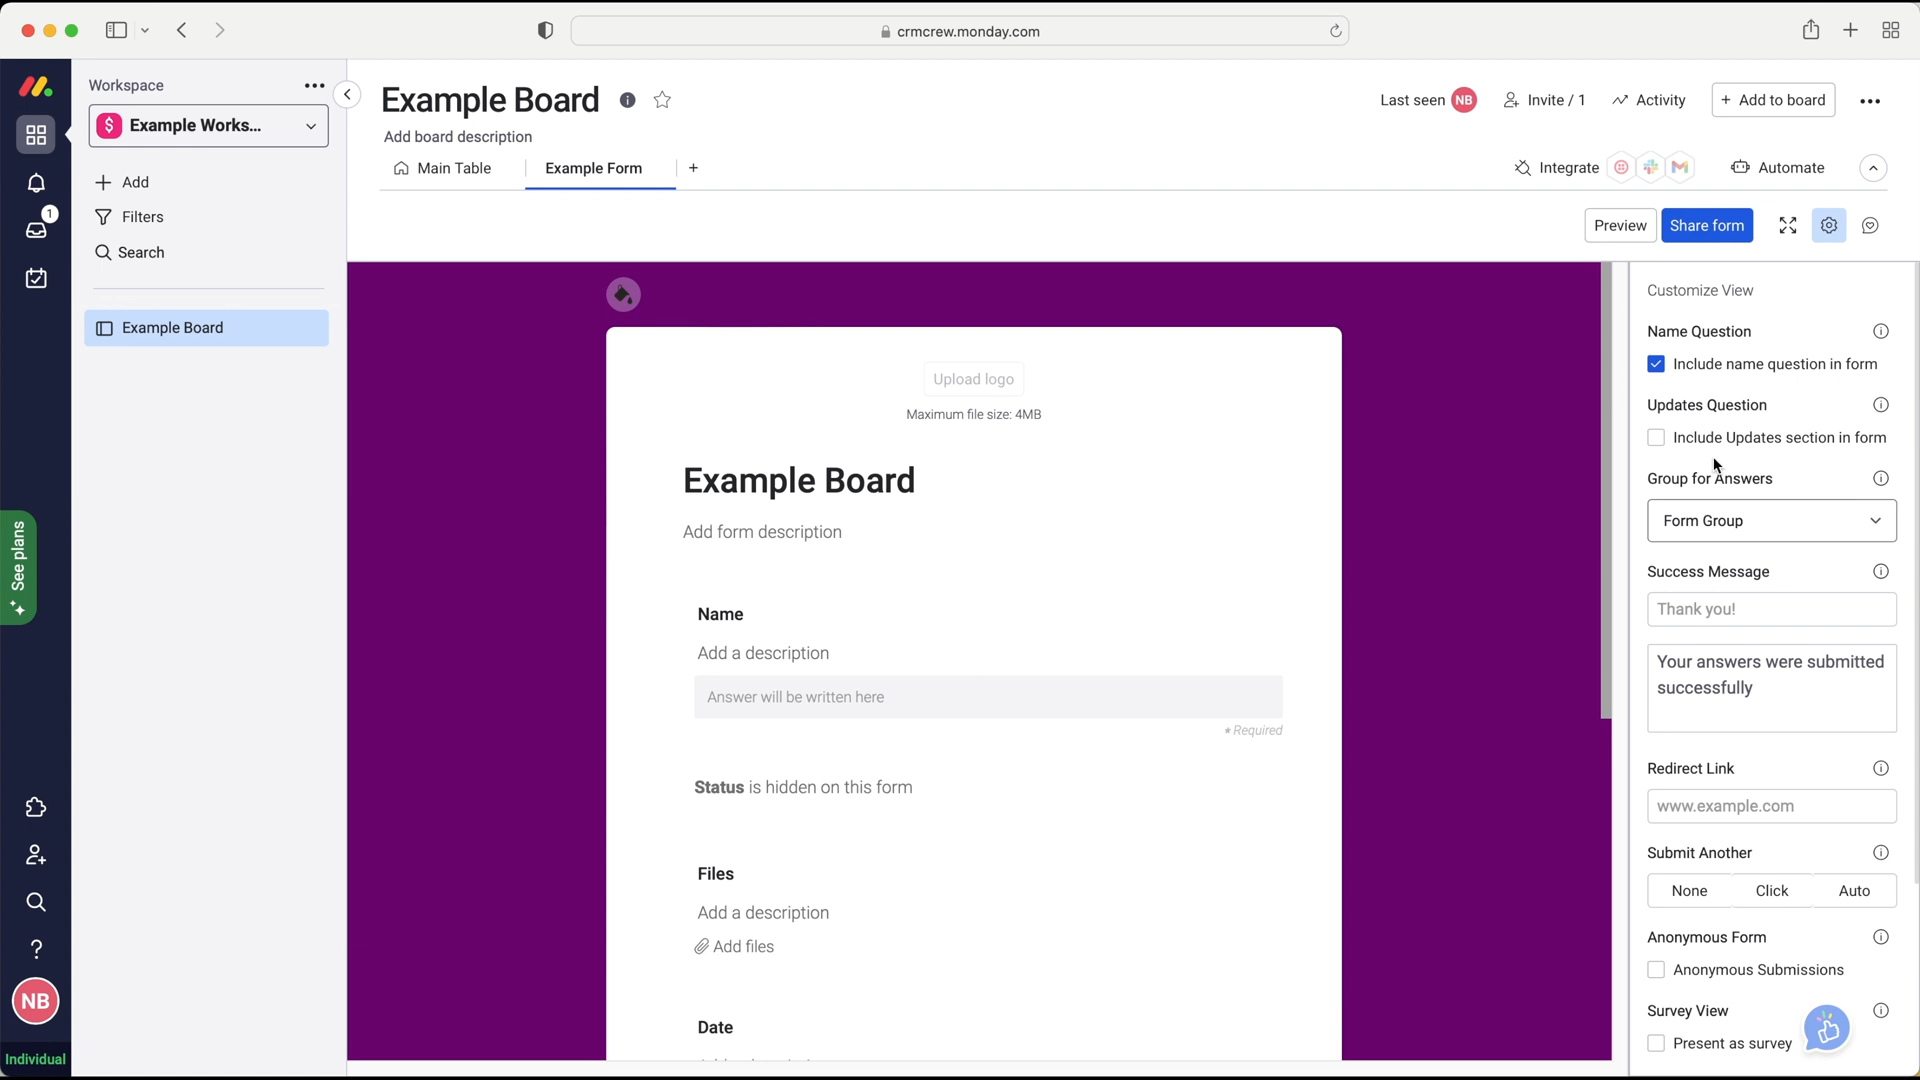 crmcrew.monday.com
Workspace
Example Works...
Add
Filters
Search
Example Board
1
See plans
NB
Individual
Example Board
Add board description
Main Table
Example Form
Last seen
NB
Invite / 1
Activity
+ Add to board
Integrate
Automate
Preview
Share form
Upload logo
Maximum file size: 4MB
Example Board
Add form description
Name
Add a description
Answer will be written here
* Required
Status is hidden on this form
Files
Add a description
Add files
Date
Customize View
Name Question
Include name question in form
Updates Question
Include Updates section in form
Group for Answers
Form Group
Success Message
Thank you!
Your answers were submitted
successfully
Redirect Link
www.example.com
Submit Another
None
Click
Auto
Anonymous Form
Anonymous Submissions
Survey View
Present as survey